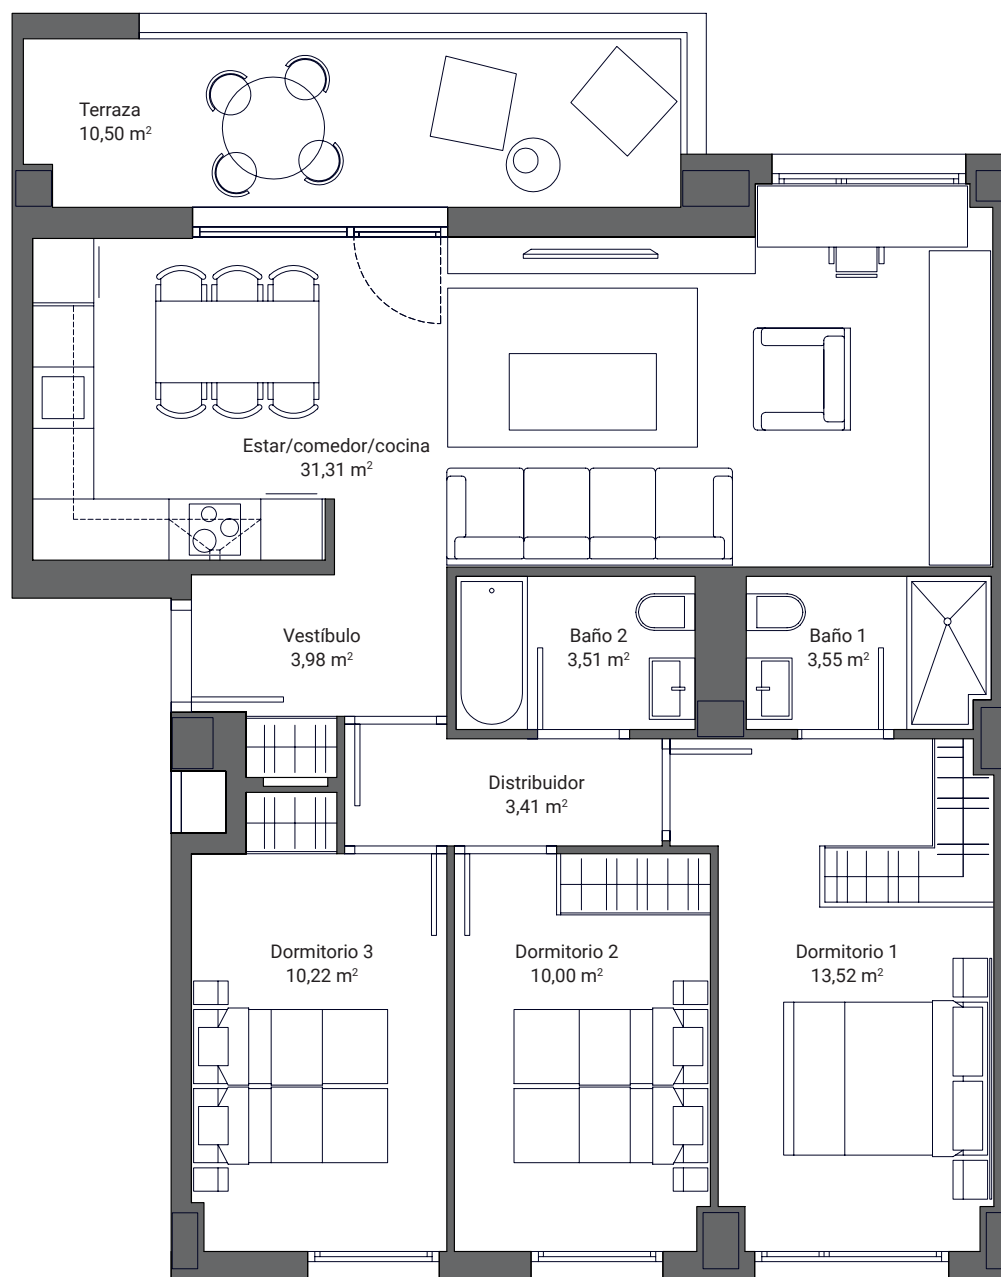 Terraza
10,50 m²
Estar/comedor/cocina
31,31 m²
Vestíbulo
3,98 m²
Baño 2
3,51 m²
Baño 1
3,55 m²
Distribuidor
3,41 m²
Dormitorio 3
10,22 m²
Dormitorio 2
10,00 m²
Dormitorio 1
13,52 m²